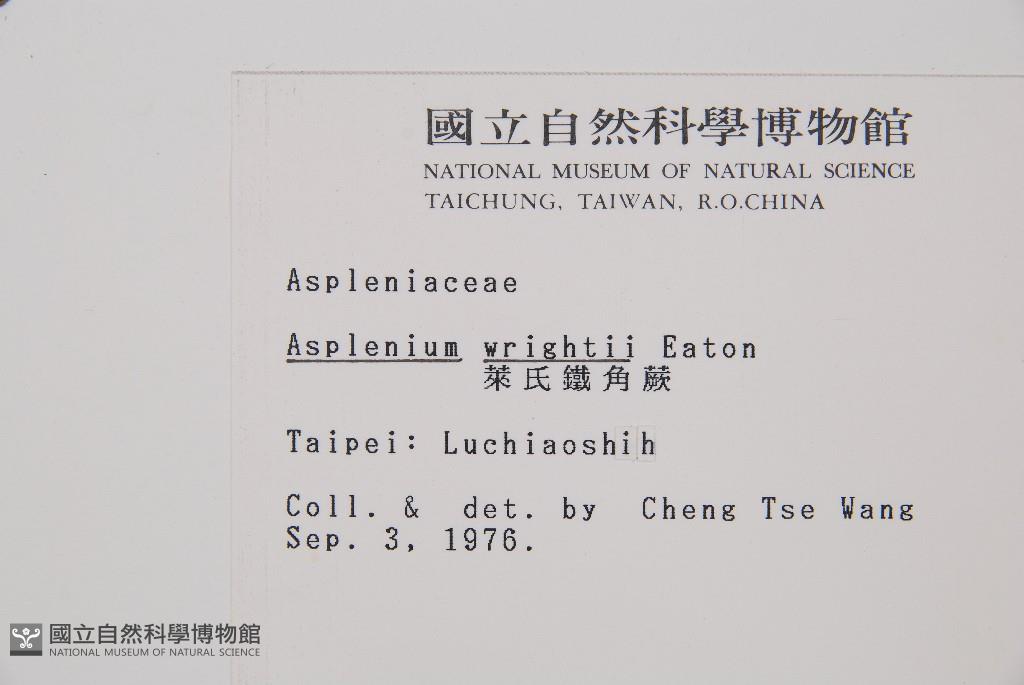 國立自然科學博物館
NATIONAL MUSEUM OF NATURAL SCIENCE
TAICHUNG, TAIWAN, R.O.CHINA
Aspleniaceae
Asplenium wrightii Eaton
萊氏鐵角蕨
Taipei: Luchiaoshih
Coll. & det. by Cheng Tse Wang
Sep. 3, 1976.
國立自然科學博物館
NATIONAL MUSEUM OF NATURAL SCIENCE